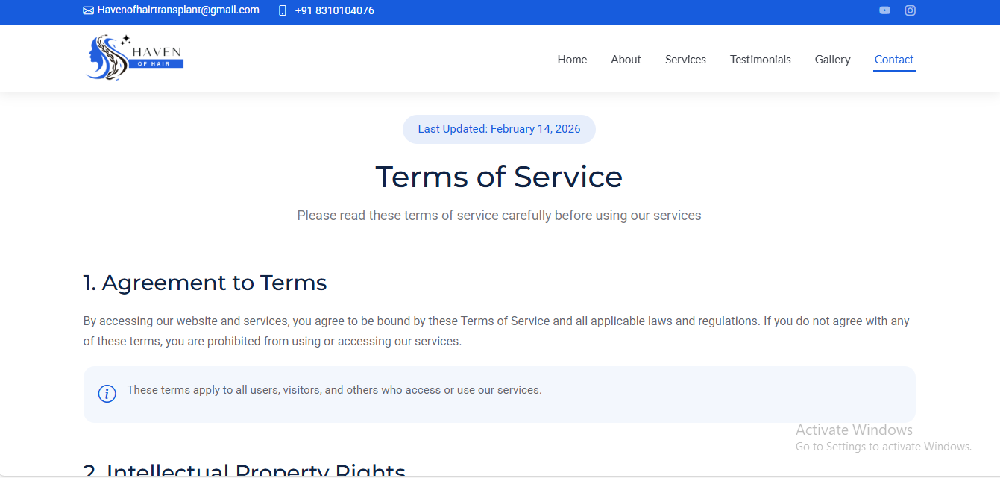 Havenofhairtransplant@gmail.com +91 8310104076
HAVEN
OF HAIR
Home About Services Testimonials Gallery Contact
Last Updated: February 14, 2026
Terms of Service
Please read these terms of service carefully before using our services
1. Agreement to Terms
By accessing our website and services, you agree to be bound by these Terms of Service and all applicable laws and regulations. If you do not agree with any
of these terms, you are prohibited from using or accessing our services.
These terms apply to all users, visitors, and others who access or use our services.
Activate Windows
Go to Settings to activate Windows.
2. Intellectual Property Rights